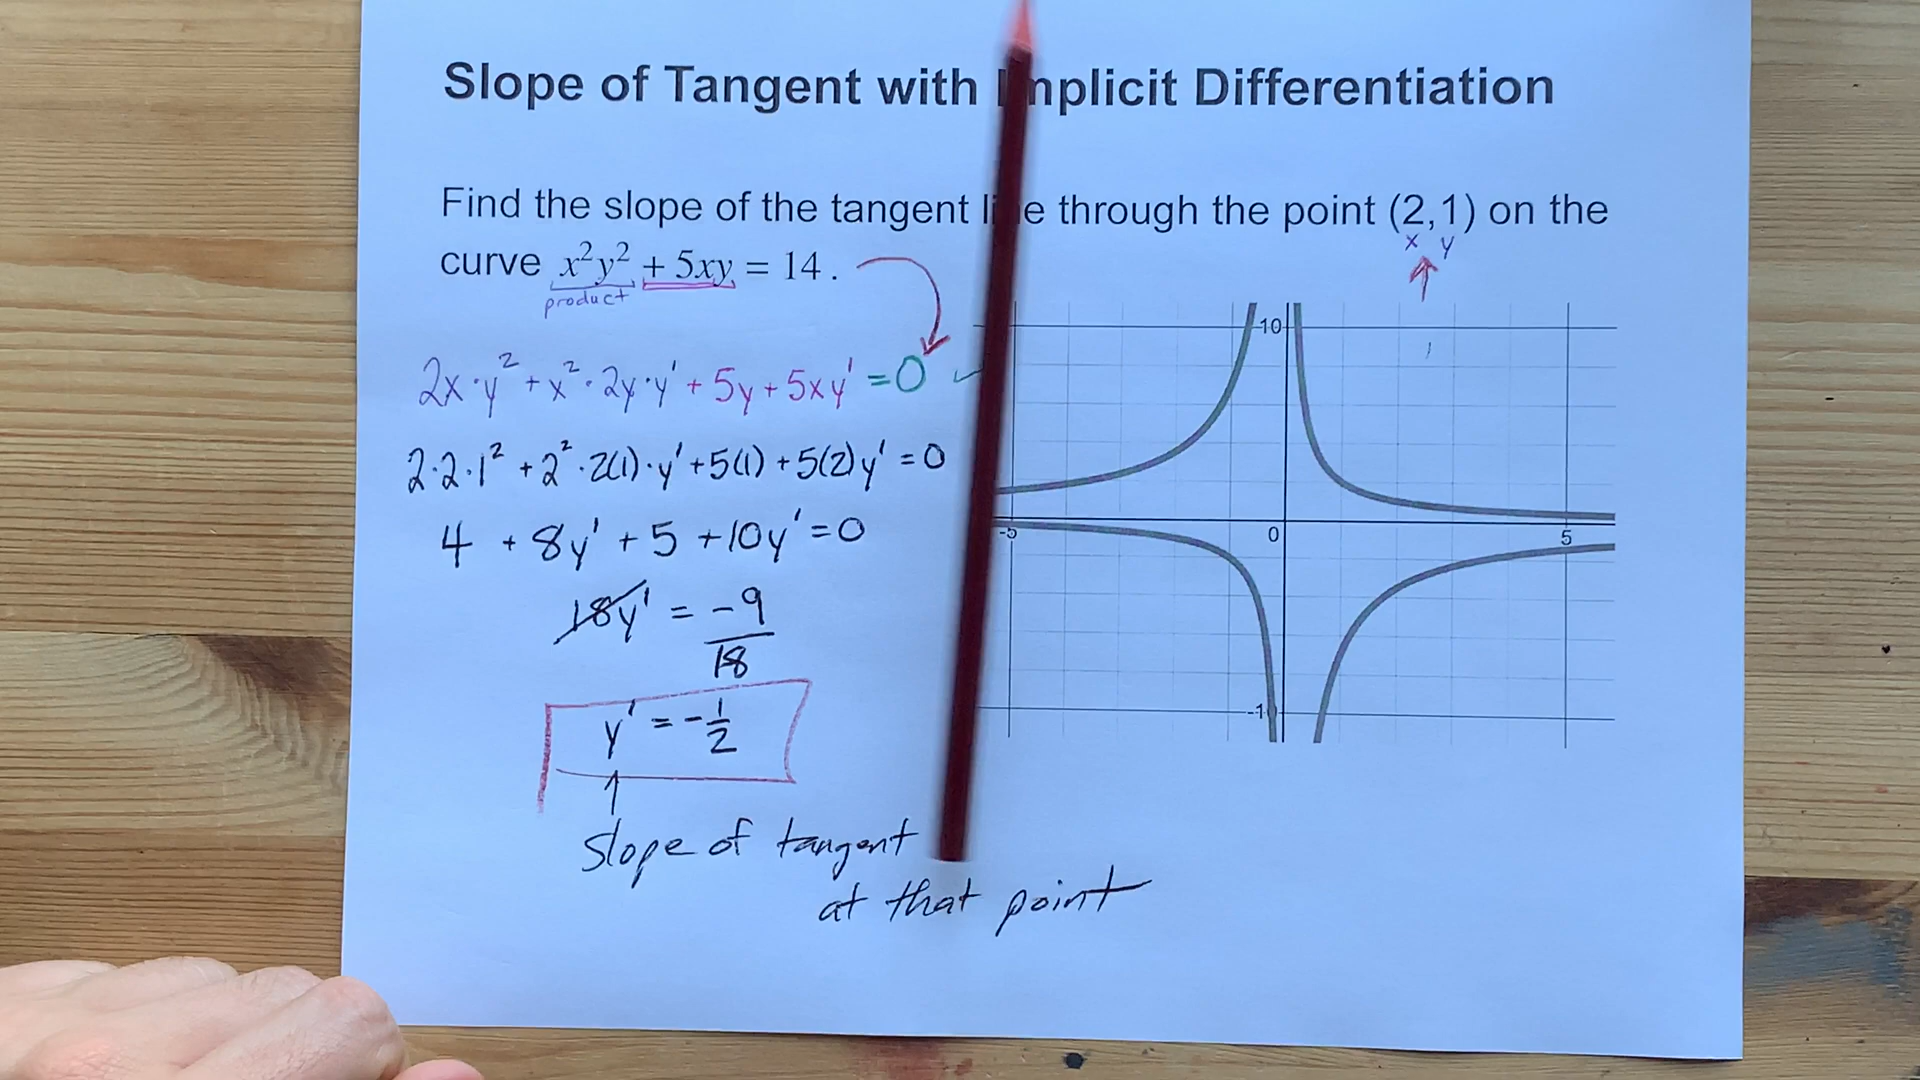 Slope of Tangent with Implicit Differentiation
Find the slope of the tangent line through the point (2,1) on the
x y
curve x²y² + 5xy = 14.
product
2x·y² + x²·2y·y' + 5y + 5xy' = 0
2·2·1² + 2²·2(1)·y' + 5(1) + 5(2)y' = 0
4 + 8y' + 5 + 10y' = 0
18y' = -9/18
y' = -1/2
slope of tangent
at that point
10
-5 0 5
-10